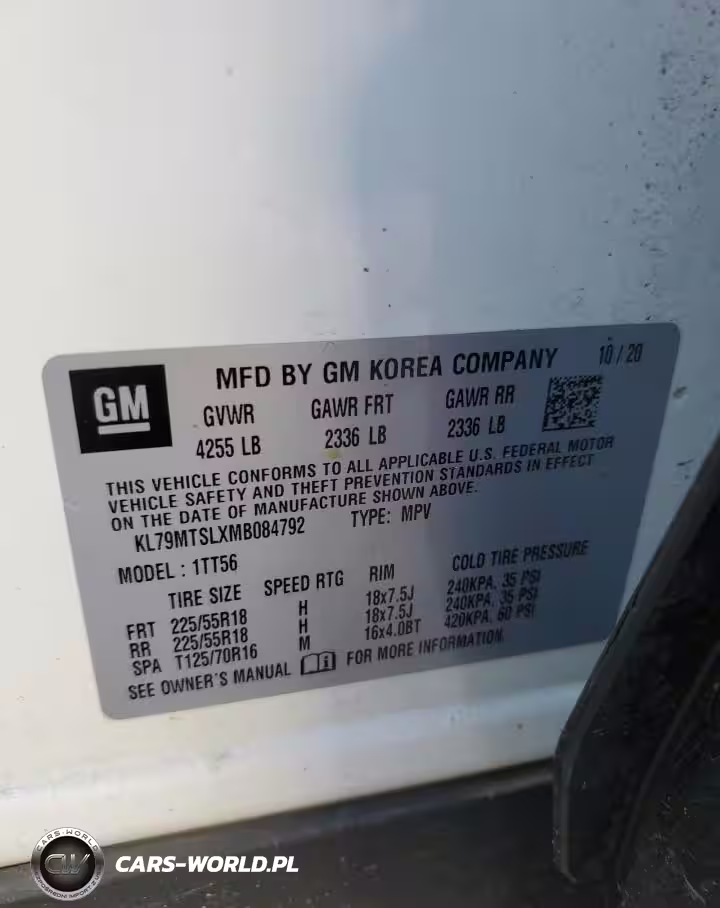 GM
MFD BY GM KOREA COMPANY 10 / 20
GVWR GAWR FRT GAWR RR
4255 LB 2336 LB 2336 LB
THIS VEHICLE CONFORMS TO ALL APPLICABLE U.S. FEDERAL MOTOR
VEHICLE SAFETY AND THEFT PREVENTION STANDARDS IN EFFECT
ON THE DATE OF MANUFACTURE SHOWN ABOVE.
KL79MTSLXMB084792 TYPE: MPV
MODEL : 1TT56
TIRE SIZE SPEED RTG RIM COLD TIRE PRESSURE
FRT 225/55R18 H 18x7.5J 240KPA, 35 PSI
RR 225/55R18 H 18x7.5J 240KPA, 35 PSI
SPA T125/70R16 M 16x4.0BT 420KPA, 60 PSI
SEE OWNER'S MANUAL FOR MORE INFORMATION.
CARS-WORLD
CW
CARS-WORLD.PL